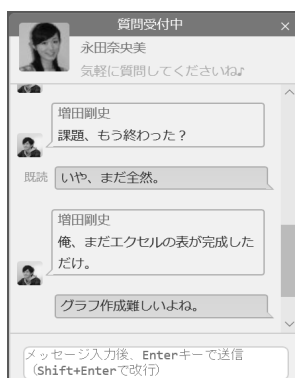 質問受付中
×
永田奈央美
気軽に質問してくださいね♪
増田剛史
課題、もう終わった？
既読
いや、まだ全然。
増田剛史
俺、まだエクセルの表が完成した
だけ。
グラフ作成難しいよね。
メッセージ入力後、Enterキーで送信
（Shift+Enterで改行）